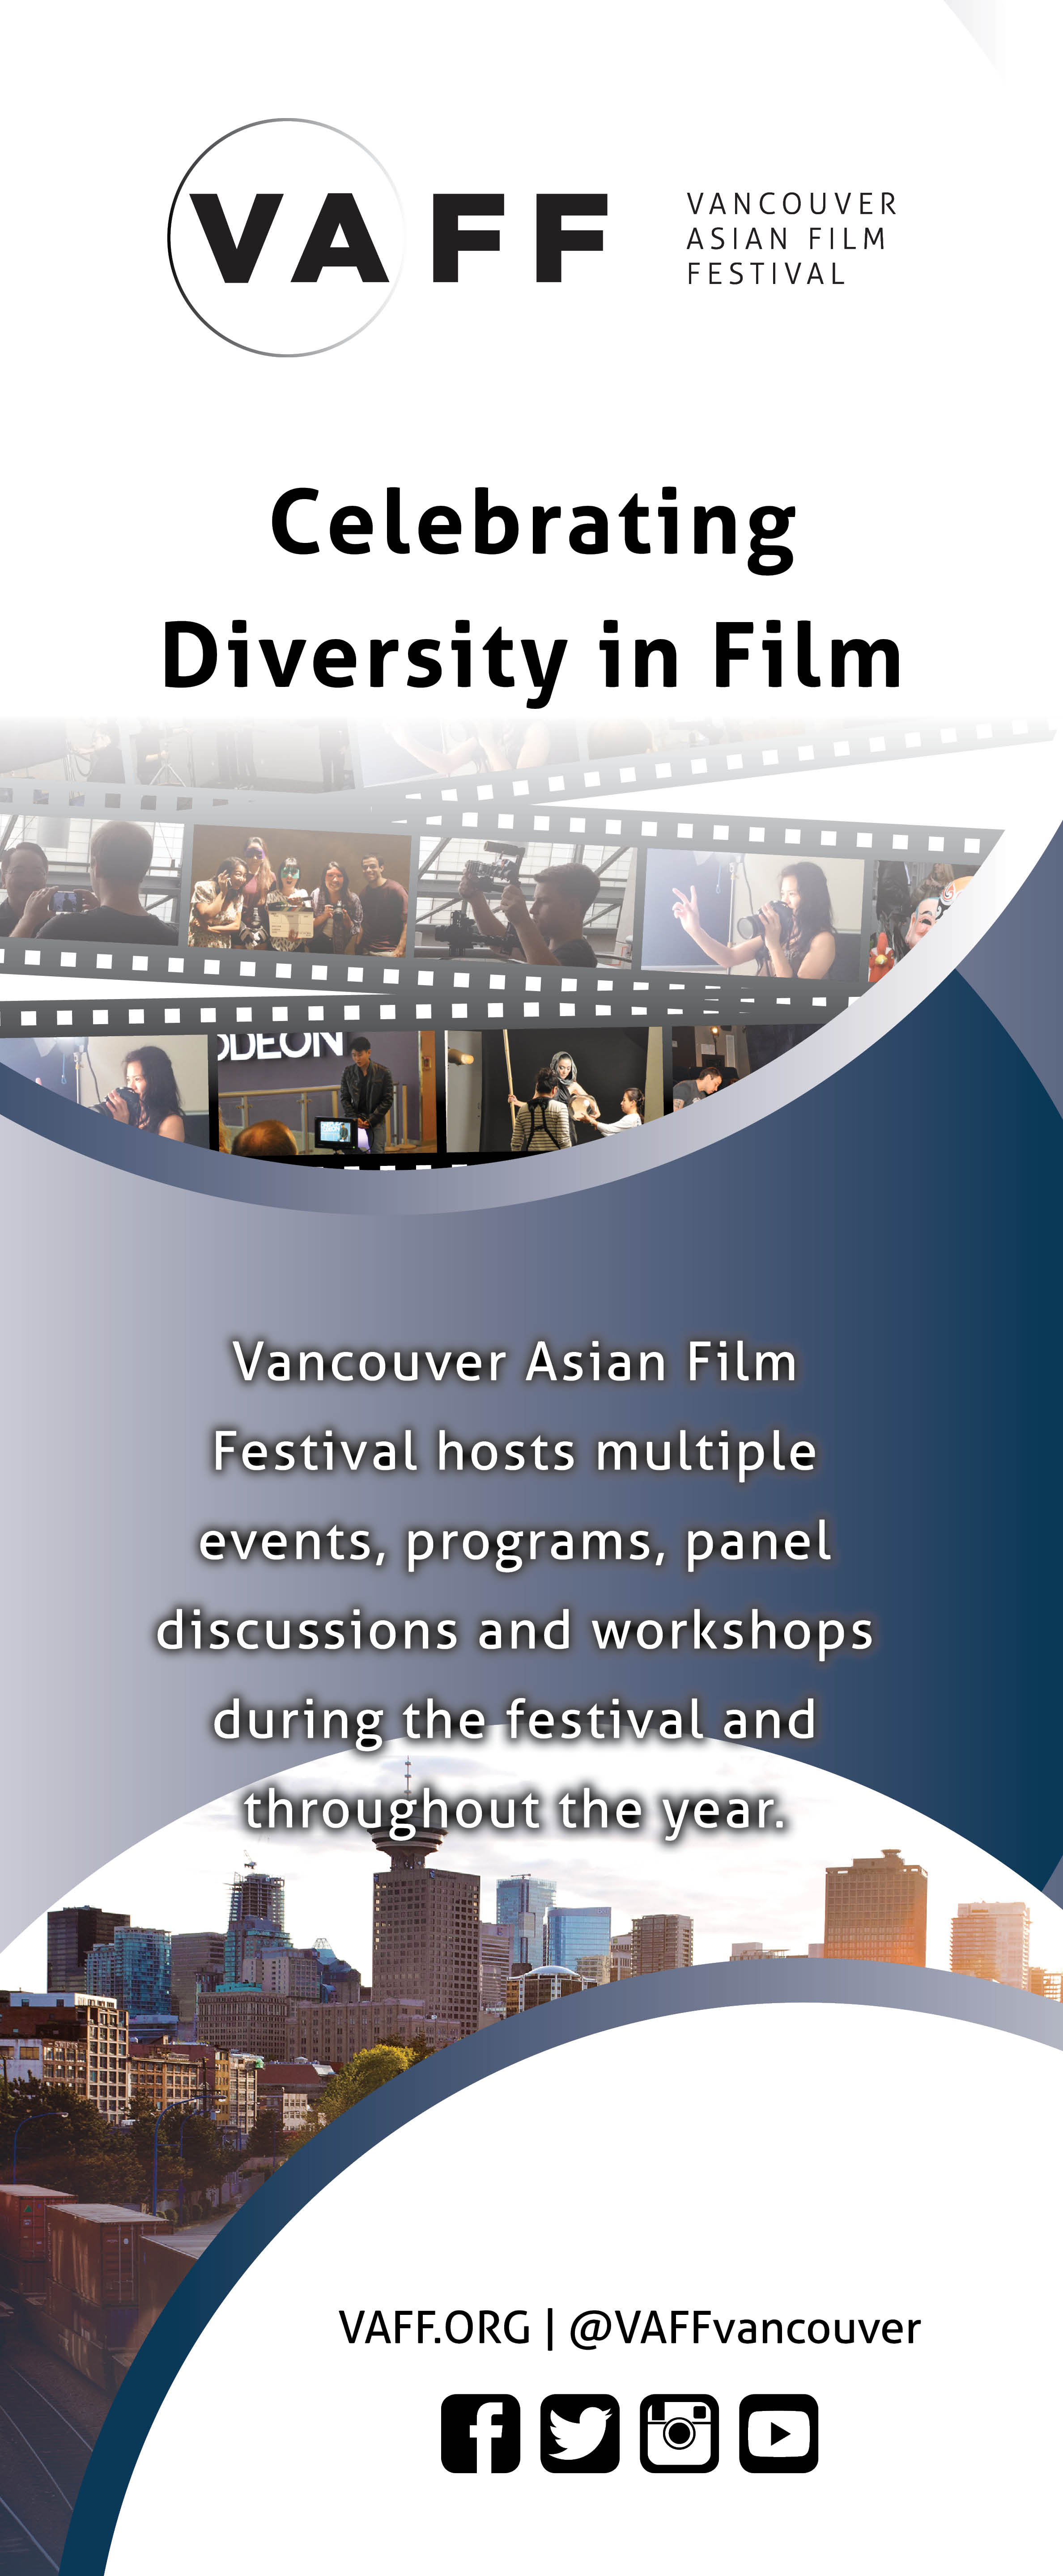 VAFF
VANCOUVER
ASIAN FILM
FESTIVAL
Celebrating
Diversity in Film
ODEON
Vancouver Asian Film
Festival hosts multiple
events, programs, panel
discussions and workshops
during the festival and
throughout the year.
VAFF.ORG | @VAFFvancouver